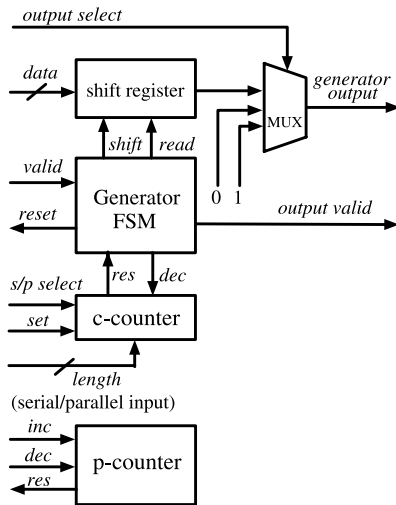 output select
data
shift register
generator
output
MUX
shift read
0 1
valid
Generator
FSM
output valid
reset
res dec
s/p select
c-counter
set
length
(serial/parallel input)
inc
p-counter
dec
res